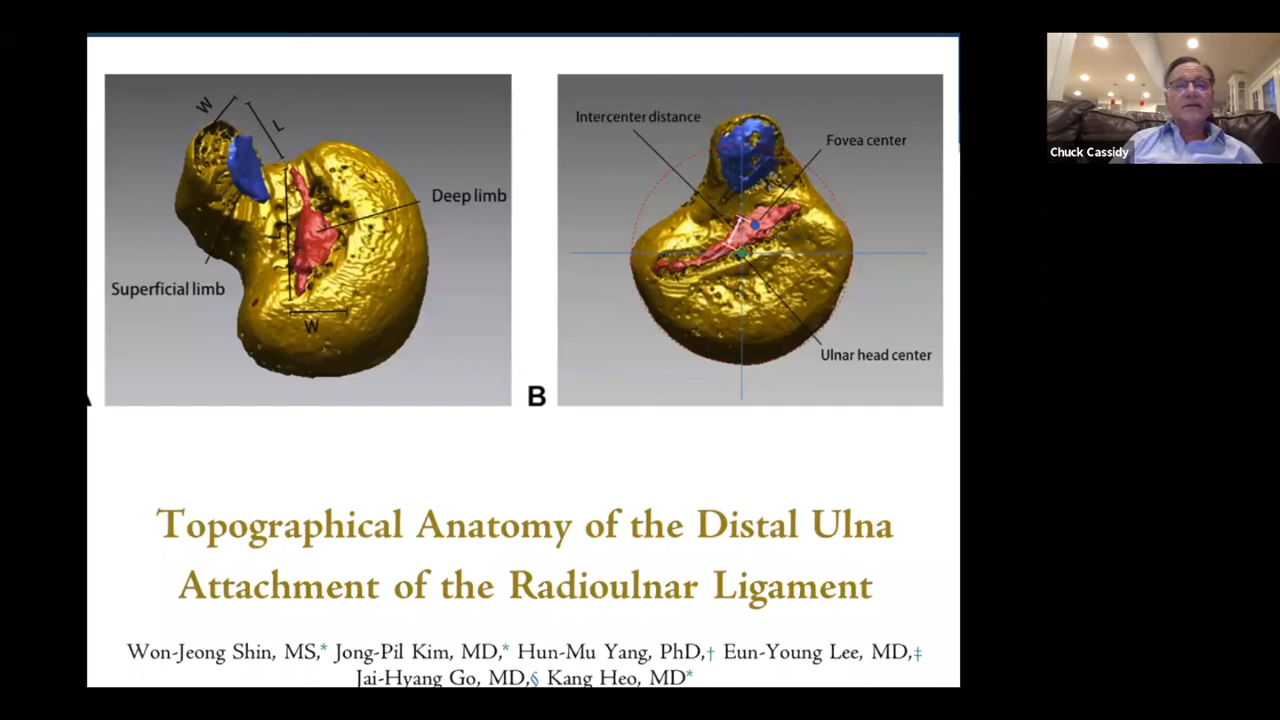 W
L
Deep limb
Superficial limb
W
Intercenter distance
Fovea center
Ulnar head center
B
Topographical Anatomy of the Distal Ulna
Attachment of the Radioulnar Ligament
Won-Jeong Shin, MS,* Jong-Pil Kim, MD,* Hun-Mu Yang, PhD,† Eun-Young Lee, MD,‡
Jai-Hyang Go, MD,§ Kang Heo, MD*
Chuck Cassidy